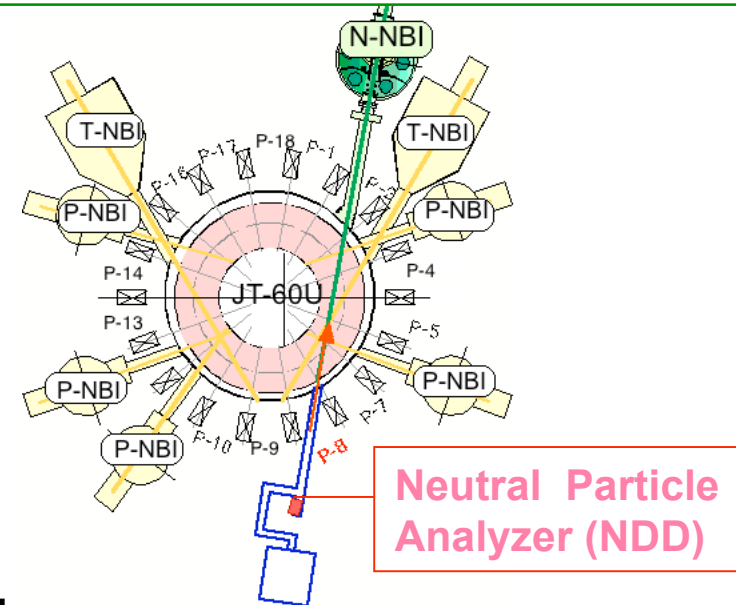 N-NBI
T-NBI
T-NBI
P-18
P-17
P-1
P-16
P-3
P-NBI
P-NBI
P-14
P-4
JT-60U
P-13
P-5
P-NBI
P-NBI
P-7
P-10
P-9
P-8
P-NBI
Neutral Particle
Analyzer (NDD)